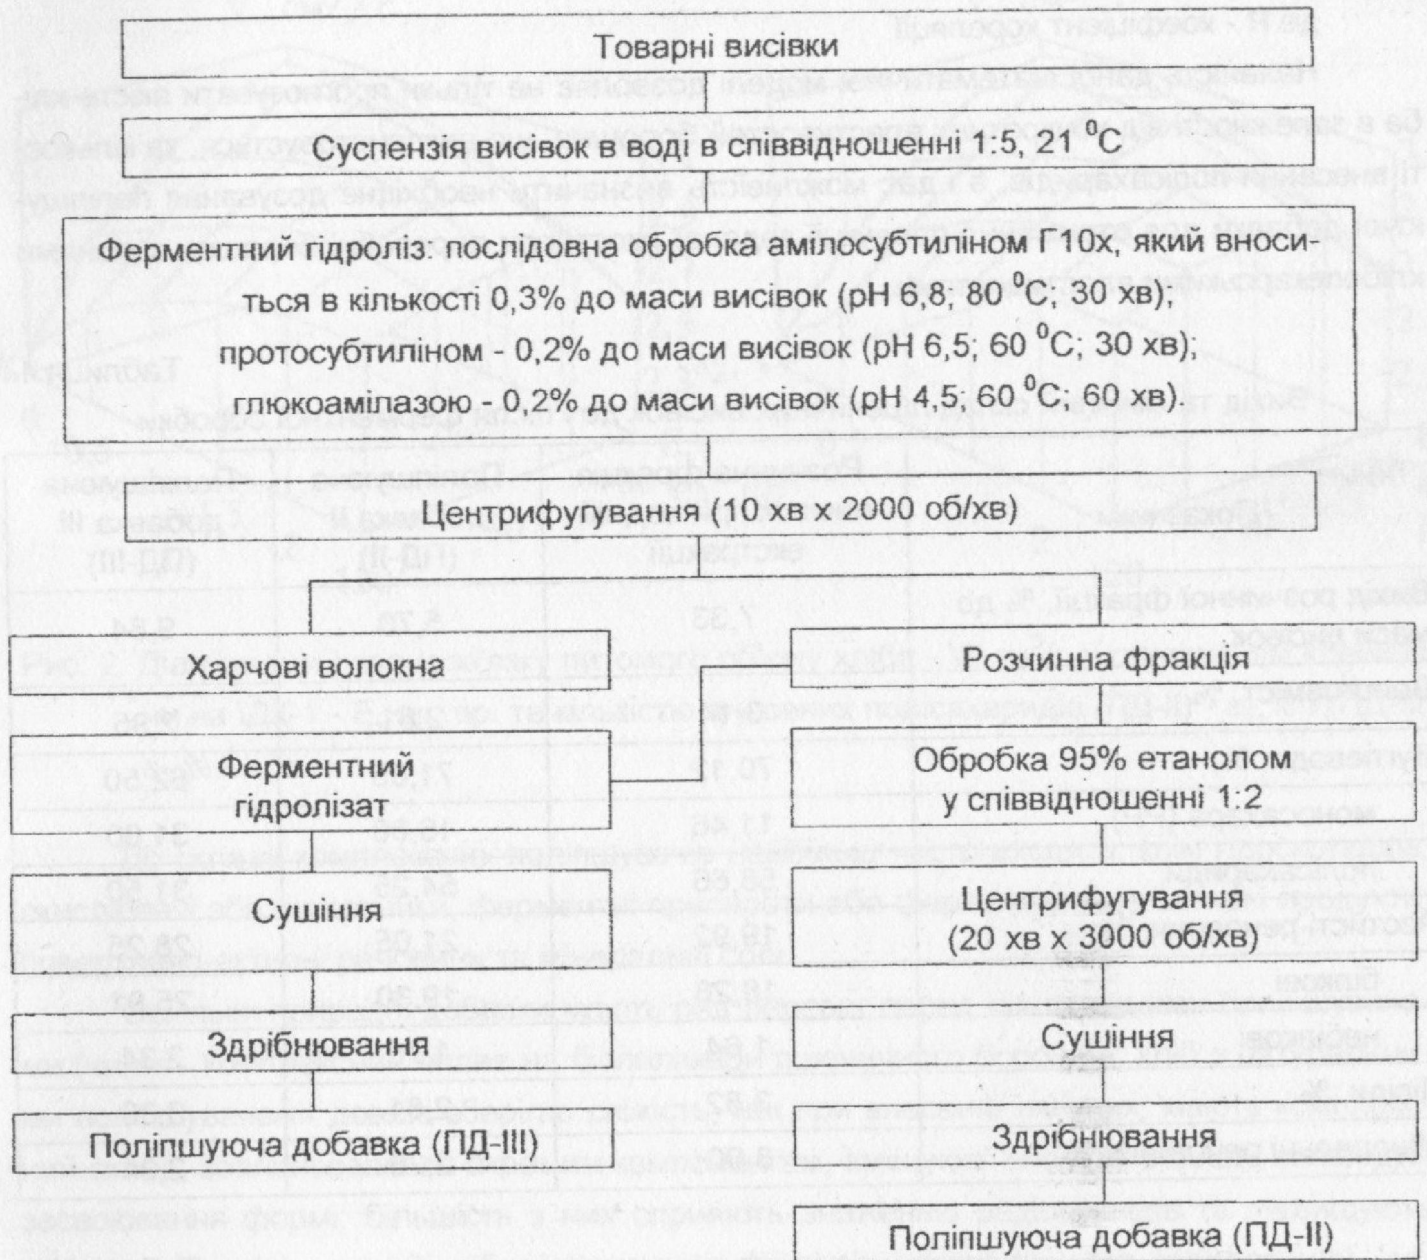 Товарні висівки
Суспензія висівок в воді в співвідношенні 1:5, 21 ⁰С
Ферментний гідроліз: послідовна обробка амілосубтиліном Г10х, який вноси-
ться в кількості 0,3% до маси висівок (рН 6,8; 80 ⁰С; 30 хв);
протосубтиліном - 0,2% до маси висівок (рН 6,5; 60 ⁰С; 30 хв);
глюкоамілазою - 0,2% до маси висівок (рН 4,5; 60 ⁰С; 60 хв).
Центрифугування (10 хв х 2000 об/хв)
Харчові волокна
Ферментний
гідролізат
Сушіння
Здрібнювання
Поліпшуюча добавка (ПД-III)
Розчинна фракція
Обробка 95% етанолом
у співвідношенні 1:2
Центрифугування
(20 хв х 3000 об/хв)
Сушіння
Здрібнювання
Поліпшуюча добавка (ПД-II)